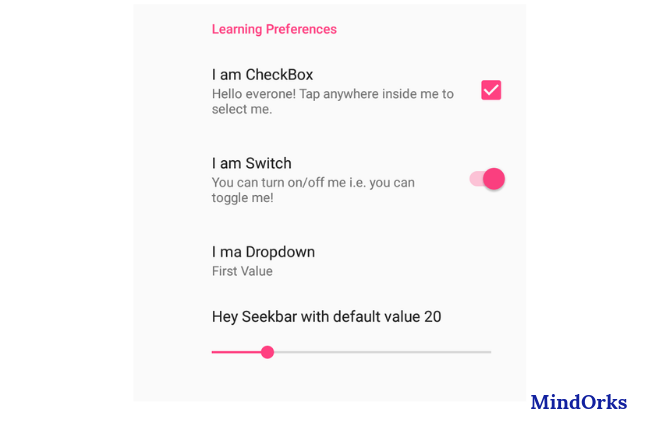 Learning Preferences
I am CheckBox
Hello everone! Tap anywhere inside me to
select me.
I am Switch
You can turn on/off me i.e. you can
toggle me!
I ma Dropdown
First Value
Hey Seekbar with default value 20
MindOrks